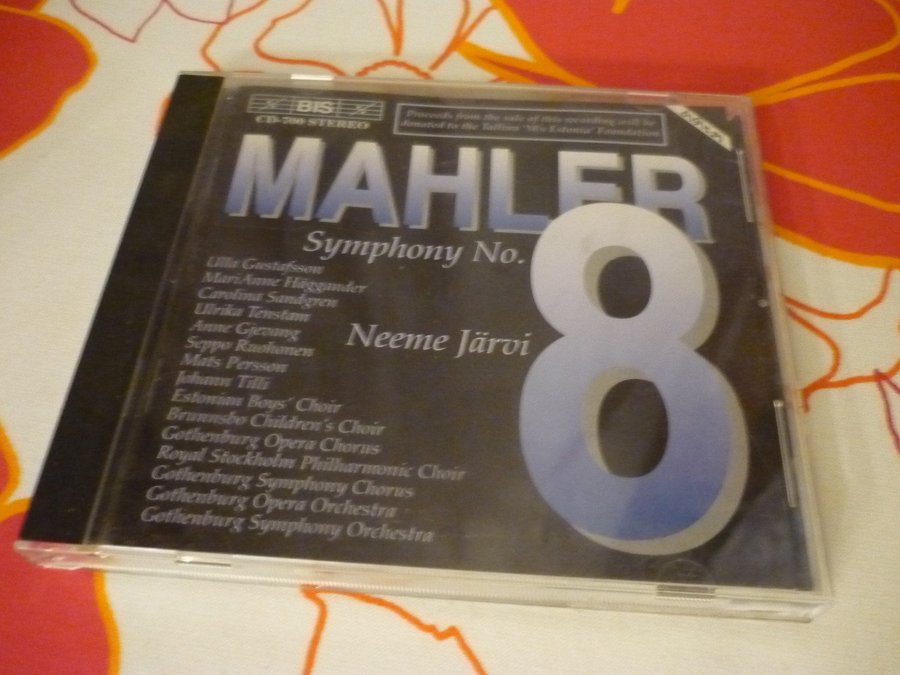 BIS
CD-700 STEREO
Proceeds from the sale of this recording will be
donated to the Tallinn 'M/s Estonia' Foundation
MAHLER
Symphony No.
8
Ulla Gustafsson
MariAnne Häggander
Carolina Sandgren
Ulrika Tenstam
Anne Gjevang
Seppo Ruohonen
Mats Persson
Johann Tilli
Estonian Boys' Choir
Brunnsbo Children's Choir
Gothenburg Opera Chorus
Royal Stockholm Philharmonic Choir
Gothenburg Symphony Chorus
Gothenburg Opera Orchestra
Gothenburg Symphony Orchestra
Neeme Järvi